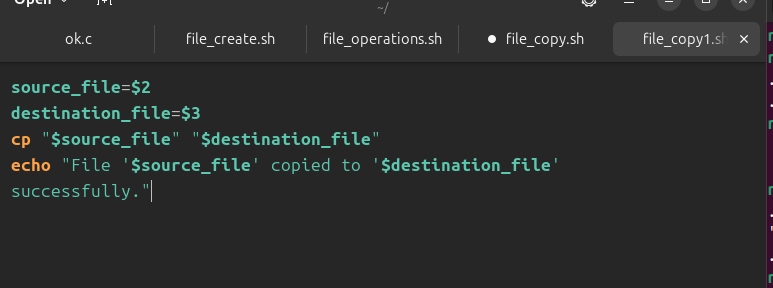 Open
~/
ok.c
file_create.sh
file_operations.sh
file_copy.sh
file_copy1.sh
source_file=$2
destination_file=$3
cp "$source_file" "$destination_file"
echo "File '$source_file' copied to '$destination_file'
successfully."